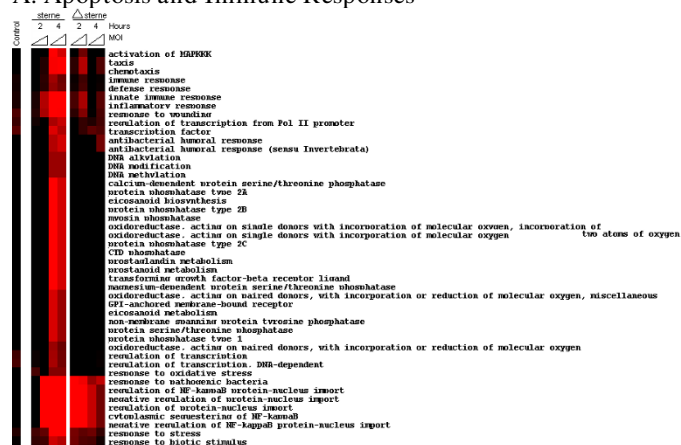 A. Apoptosis and Immune Responses
sterne △sterne
Control 2 4 2 4 Hours
MOI
activation of MAPKKK
taxis
chemotaxis
immune response
defense response
innate immune response
inflammatory response
response to wounding
regulation of transcription from Pol II promoter
transcription factor
antibacterial humoral response
antibacterial humoral response (sensu Invertebrata)
DNA alkylation
DNA modification
DNA methylation
calcium-dependent protein serine/threonine phosphatase
protein phosphatase type 2A
eicosanoid biosynthesis
protein phosphatase type 2B
myosin phosphatase
oxidoreductase, acting on single donors with incorporation of molecular oxygen, incorporation of two atoms of oxygen
oxidoreductase, acting on single donors with incorporation of molecular oxygen
protein phosphatase type 2C
CTD phosphatase
prostaglandin metabolism
prostanoid metabolism
transforming growth factor-beta receptor ligand
magnesium-dependent protein serine/threonine phosphatase
oxidoreductase, acting on paired donors, with incorporation or reduction of molecular oxygen, miscellaneous
GPI-anchored membrane-bound receptor
eicosanoid metabolism
non-membrane spanning protein tyrosine phosphatase
protein serine/threonine phosphatase
protein phosphatase type 1
oxidoreductase, acting on paired donors, with incorporation or reduction of molecular oxygen
regulation of transcription
regulation of transcription, DNA-dependent
response to oxidative stress
response to pathogenic bacteria
regulation of NF-kappaB protein-nucleus import
negative regulation of protein-nucleus import
regulation of protein-nucleus import
cytoplasmic sequestering of NF-kappaB
negative regulation of NF-kappaB protein-nucleus import
response to stress
response to biotic stimulus